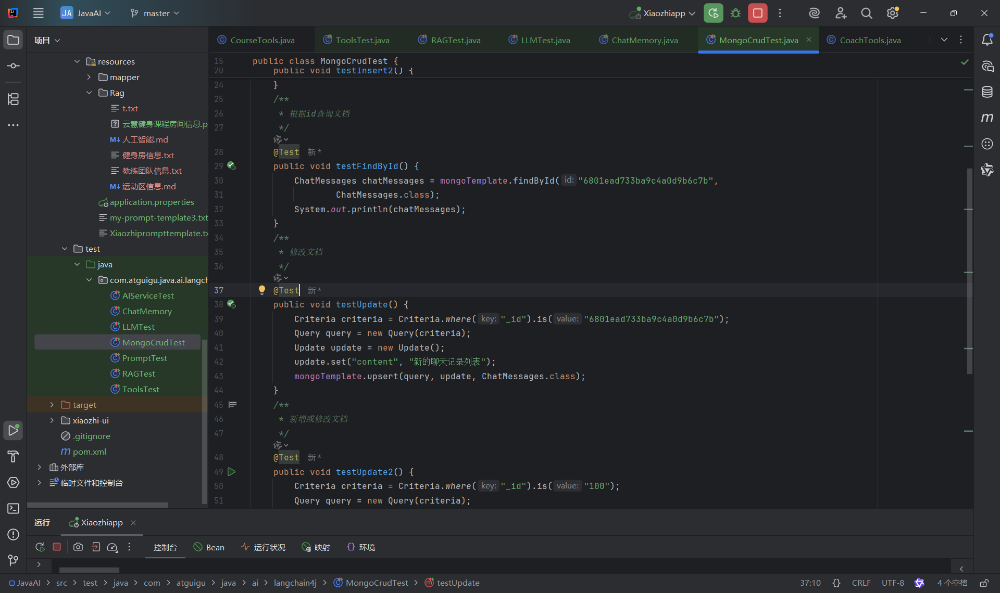 JA JavaAI master Xiaozhiapp
项目
CourseTools.java ToolsTest.java RAGTest.java LLMTest.java ChatMemory.java MongoCrudTest.java CoachTools.java
resources
mapper
Rag
t.txt
云慧健身课程房间信息.p
M↓ 人工智能.md
健身房信息.txt
教练团队信息.txt
M↓ 运动区信息.md
application.properties
my-prompt-template3.txt
Xiaozhiprompttemplate.tx
test
java
com.atguigu.java.ai.langch
AIServiceTest
ChatMemory
LLMTest
MongoCrudTest
PromptTest
RAGTest
ToolsTest
target
xiaozhi-ui
.gitignore
pom.xml
外部库
临时文件和控制台
15 public class MongoCrudTest {
20 public void testInsert2() {
24 }
25 /**
26 * 根据id查询文档
27 */
28 @Test 新 *
29 public void testFindById() {
30 ChatMessages chatMessages = mongoTemplate.findById( id: "6801ead733ba9c4a0d9b6c7b",
31 ChatMessages.class);
32 System.out.println(chatMessages);
33 }
34 /**
35 * 修改文档
36 */
37 @Test 新 *
38 public void testUpdate() {
39 Criteria criteria = Criteria.where( key: "_id").is( value: "6801ead733ba9c4a0d9b6c7b");
40 Query query = new Query(criteria);
41 Update update = new Update();
42 update.set("content", "新的聊天记录列表");
43 mongoTemplate.upsert(query, update, ChatMessages.class);
44 }
45 /**
46 * 新增或修改文档
47 */
48 @Test 新 *
49 public void testUpdate2() {
50 Criteria criteria = Criteria.where( key: "_id").is( value: "100");
51 Query query = new Query(criteria);
运行 Xiaozhiapp
控制台 Bean 运行状况 映射 环境
JavaAI > src > test > java > com > atguigu > java > ai > langchain4j > MongoCrudTest > testUpdate 37:10 {} CRLF UTF-8 4 个空格